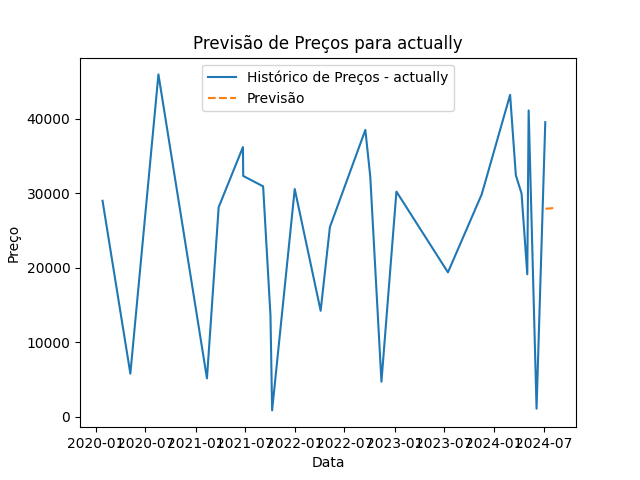 Previsão de Preços para actually
Histórico de Preços - actually
Previsão
Preço
40000
30000
20000
10000
0
2020-01 2020-07 2021-01 2021-07 2022-01 2022-07 2023-01 2023-07 2024-01 2024-07
Data